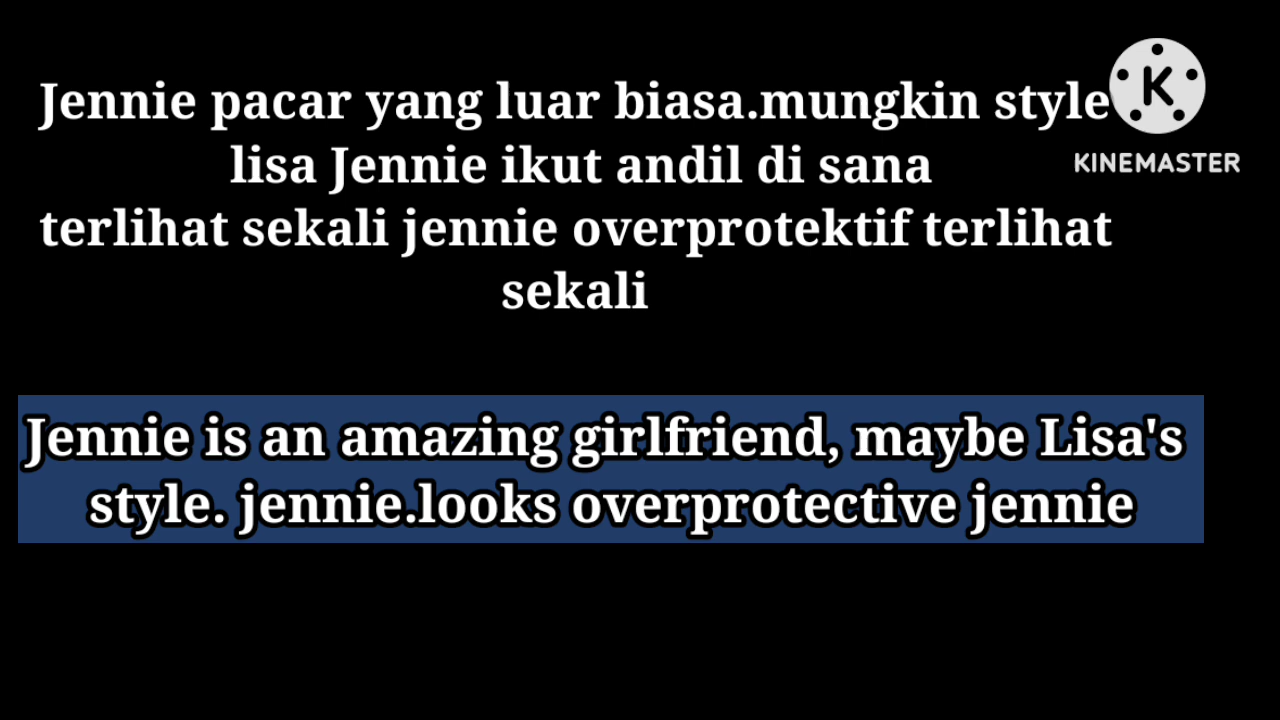 Jennie pacar yang luar biasa.mungkin style
lisa Jennie ikut andil di sana
terlihat sekali jennie overprotektif terlihat
sekali
K
KINEMASTER
Jennie is an amazing girlfriend, maybe Lisa's
style. jennie.looks overprotective jennie